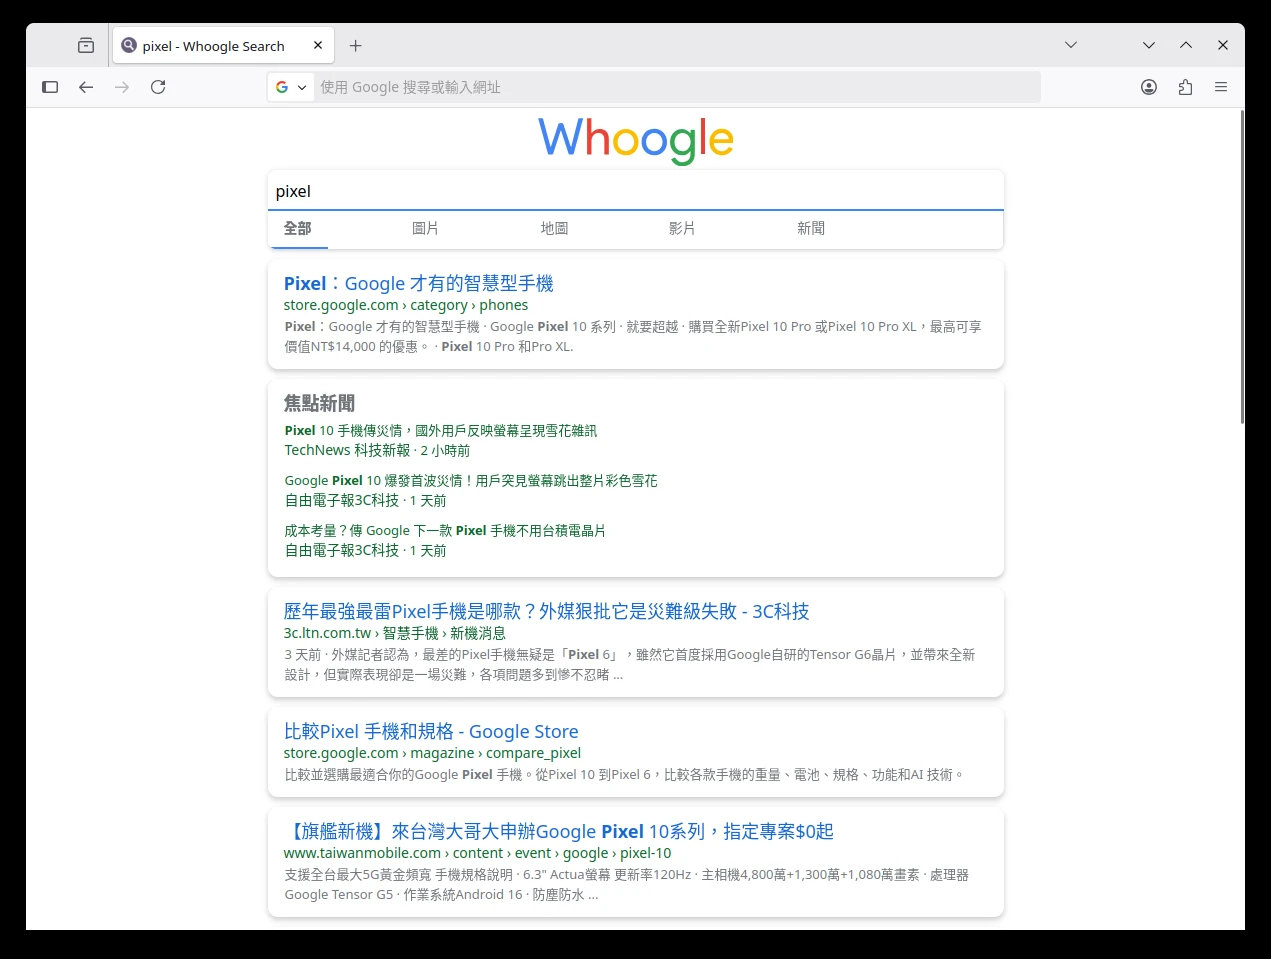 pixel - Whoogle Search
使用 Google 搜尋或輸入網址
Whoogle
pixel
全部 圖片 地圖 影片 新聞
Pixel：Google 才有的智慧型手機
store.google.com › category › phones
Pixel：Google 才有的智慧型手機 · Google Pixel 10 系列 · 就要超越 · 購買全新Pixel 10 Pro 或Pixel 10 Pro XL，最高可享
價值NT$14,000 的優惠。 · Pixel 10 Pro 和Pro XL.
焦點新聞
Pixel 10 手機傳災情，國外用戶反映螢幕呈現雪花雜訊
TechNews 科技新報 · 2 小時前
Google Pixel 10 爆發首波災情！用戶突見螢幕跳出整片彩色雪花
自由電子報3C科技 · 1 天前
成本考量？傳 Google 下一款 Pixel 手機不用台積電晶片
自由電子報3C科技 · 1 天前
歷年最強最雷Pixel手機是哪款？外媒狠批它是災難級失敗 - 3C科技
3c.ltn.com.tw › 智慧手機 › 新機消息
3 天前 · 外媒記者認為，最差的Pixel手機無疑是「Pixel 6」，雖然它首度採用Google自研的Tensor G6晶片，並帶來全新
設計，但實際表現卻是一場災難，各項問題多到慘不忍睹 ...
比較Pixel 手機和規格 - Google Store
store.google.com › magazine › compare_pixel
比較並選購最適合你的Google Pixel 手機。從Pixel 10 到Pixel 6，比較各款手機的重量、電池、規格、功能和AI 技術。
【旗艦新機】來台灣大哥大申辦Google Pixel 10系列，指定專案$0起
www.taiwanmobile.com › content › event › google › pixel-10
支援全台最大5G黃金頻寬 手機規格說明 · 6.3" Actua螢幕 更新率120Hz · 主相機4,800萬+1,300萬+1,080萬畫素 · 處理器
Google Tensor G5 · 作業系統Android 16 · 防塵防水 ...